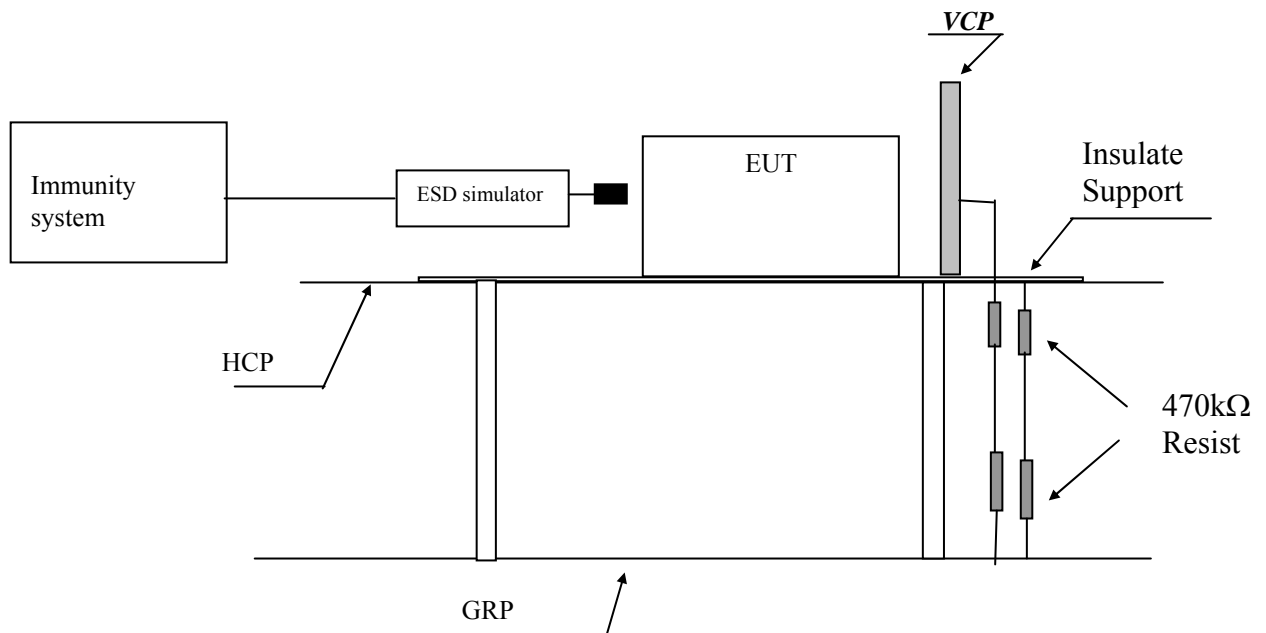 VCP
Immunity
system
ESD simulator
EUT
Insulate
Support
HCP
470kΩ
Resist
GRP